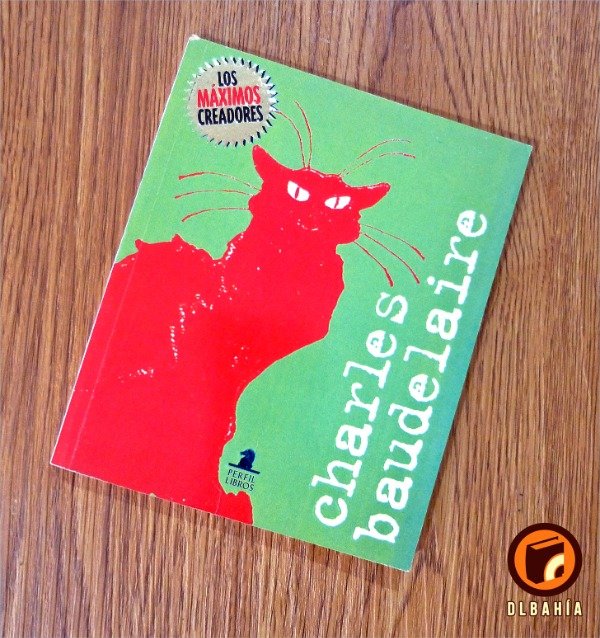 LOS
MÁXIMOS
CREADORES
charles
baudelaire
PERFIL
LIBROS
DLBAHÍA